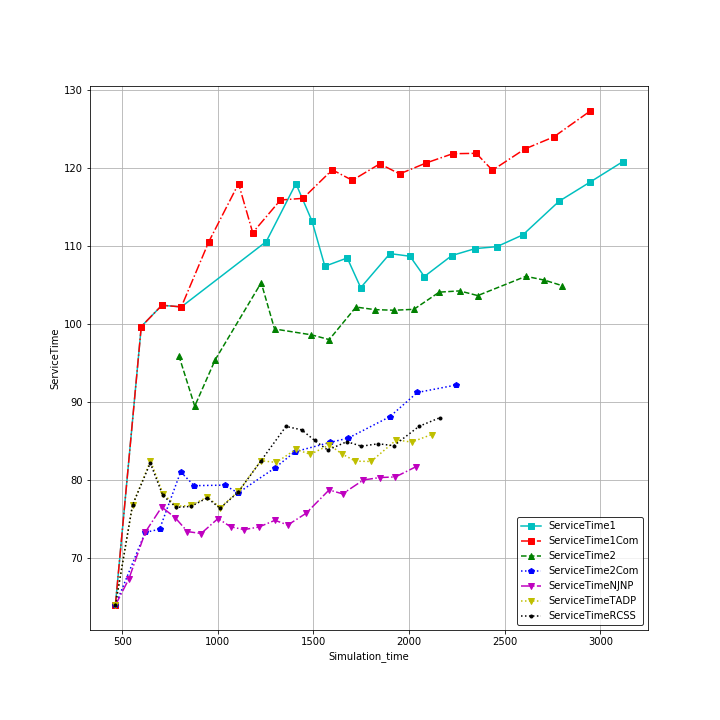 130
120
110
100
90
80
70
ServiceTime
500 1000 1500 2000 2500 3000
Simulation_time
ServiceTime1
ServiceTime1Com
ServiceTime2
ServiceTime2Com
ServiceTimeNJNP
ServiceTimeTADP
ServiceTimeRCSS